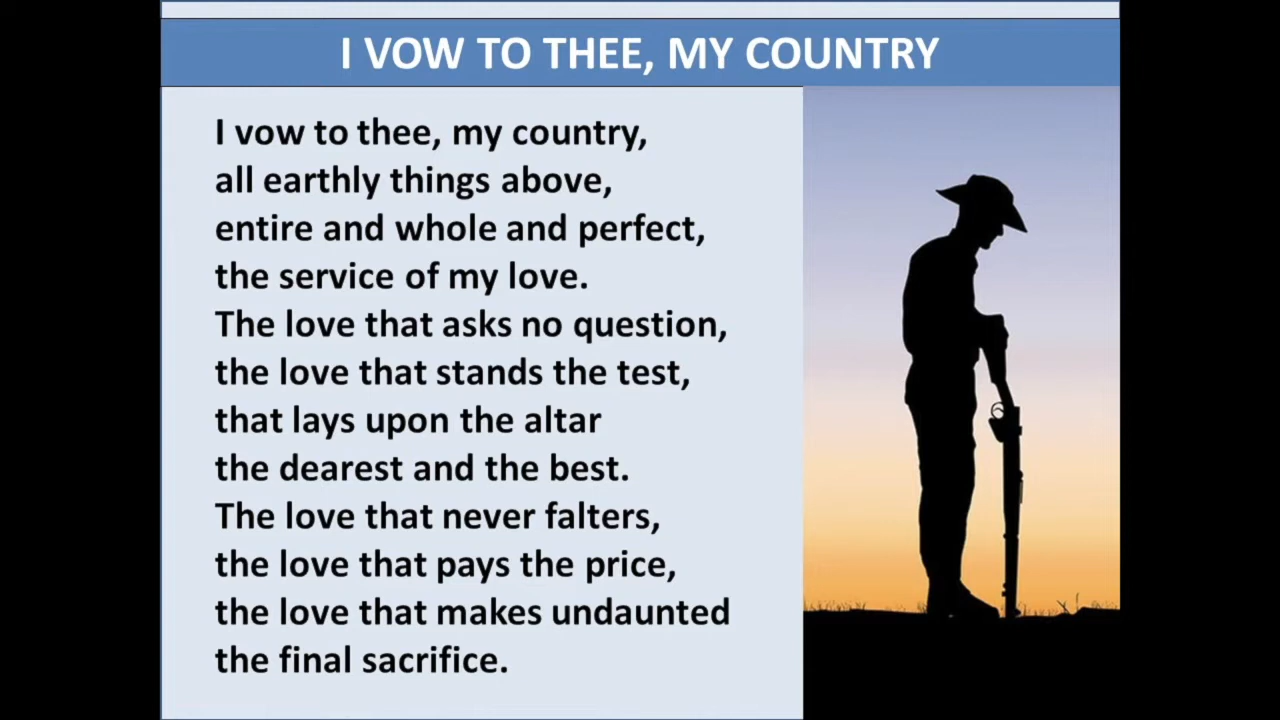 I VOW TO THEE, MY COUNTRY
I vow to thee, my country,
all earthly things above,
entire and whole and perfect,
the service of my love.
The love that asks no question,
the love that stands the test,
that lays upon the altar
the dearest and the best.
The love that never falters,
the love that pays the price,
the love that makes undaunted
the final sacrifice.